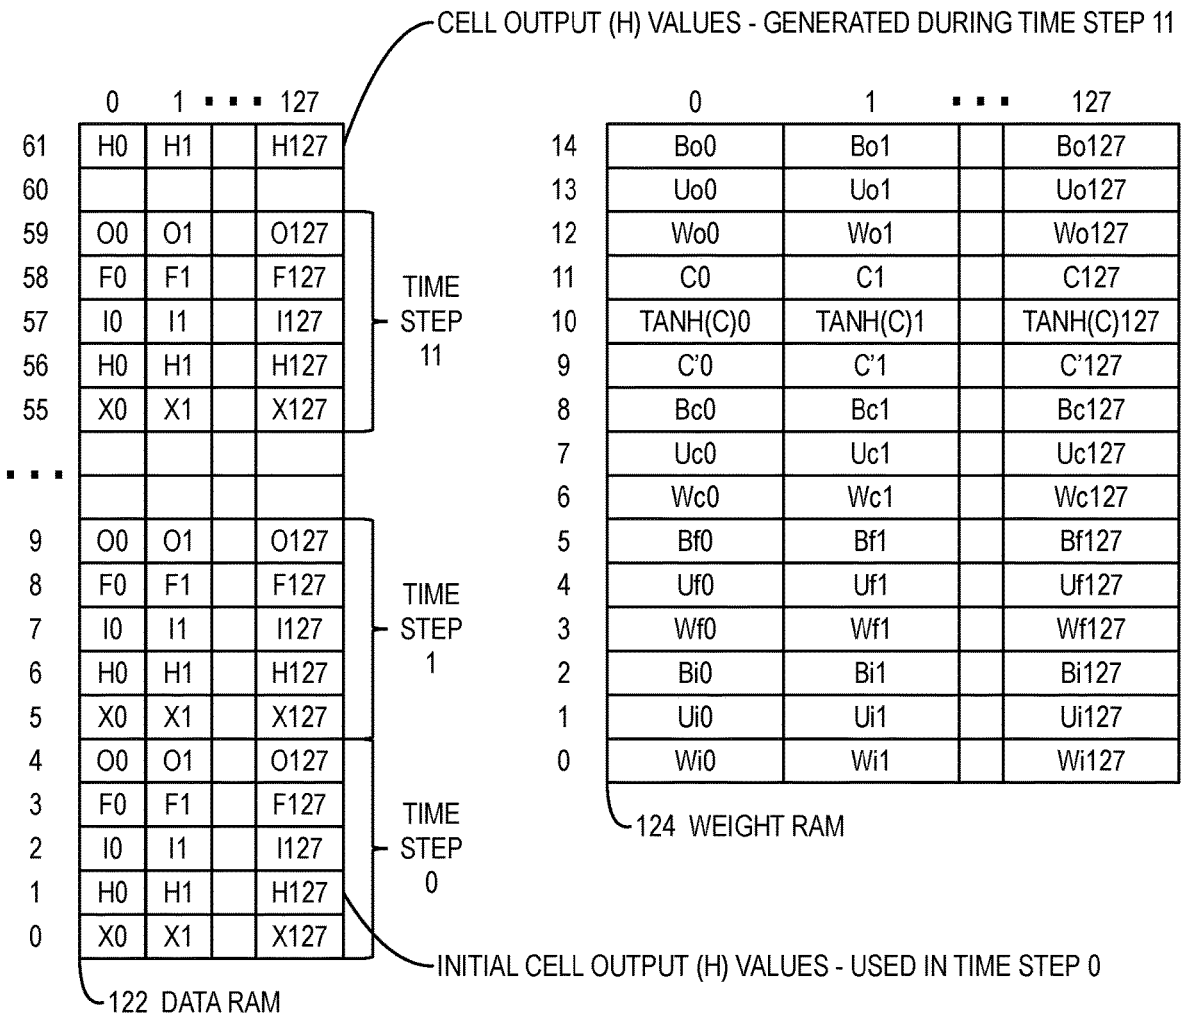 CELL OUTPUT (H) VALUES - GENERATED DURING TIME STEP 11
0 1 ... 127
61 H0 H1 H127
60
59 O0 O1 O127
58 F0 F1 F127
57 I0 I1 I127
56 H0 H1 H127
55 X0 X1 X127
TIME
STEP
11
...
9 O0 O1 O127
8 F0 F1 F127
7 I0 I1 I127
6 H0 H1 H127
5 X0 X1 X127
TIME
STEP
1
4 O0 O1 O127
3 F0 F1 F127
2 I0 I1 I127
1 H0 H1 H127
0 X0 X1 X127
TIME
STEP
0
INITIAL CELL OUTPUT (H) VALUES - USED IN TIME STEP 0
122 DATA RAM
0 1 ... 127
14 Bo0 Bo1 Bo127
13 Uo0 Uo1 Uo127
12 Wo0 Wo1 Wo127
11 C0 C1 C127
10 TANH(C)0 TANH(C)1 TANH(C)127
9 C'0 C'1 C'127
8 Bc0 Bc1 Bc127
7 Uc0 Uc1 Uc127
6 Wc0 Wc1 Wc127
5 Bf0 Bf1 Bf127
4 Uf0 Uf1 Uf127
3 Wf0 Wf1 Wf127
2 Bi0 Bi1 Bi127
1 Ui0 Ui1 Ui127
0 Wi0 Wi1 Wi127
124 WEIGHT RAM